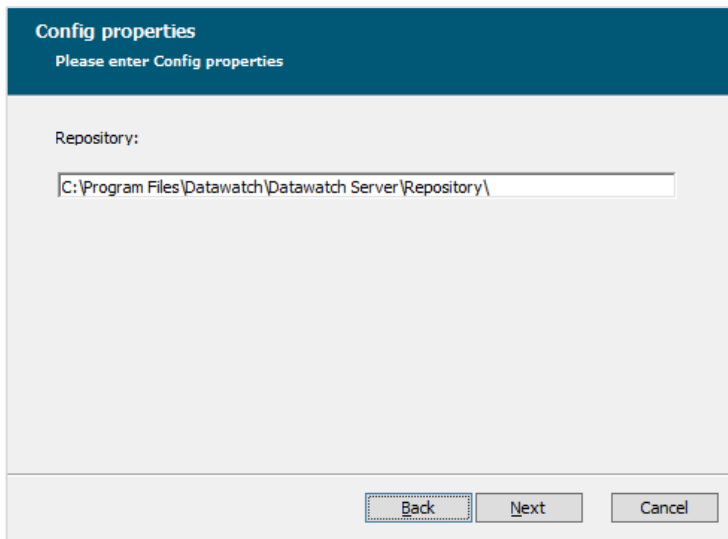 Config properties
Please enter Config properties
Repository:
C:\Program Files\Datawatch\Datawatch Server\Repository\
Back Next Cancel